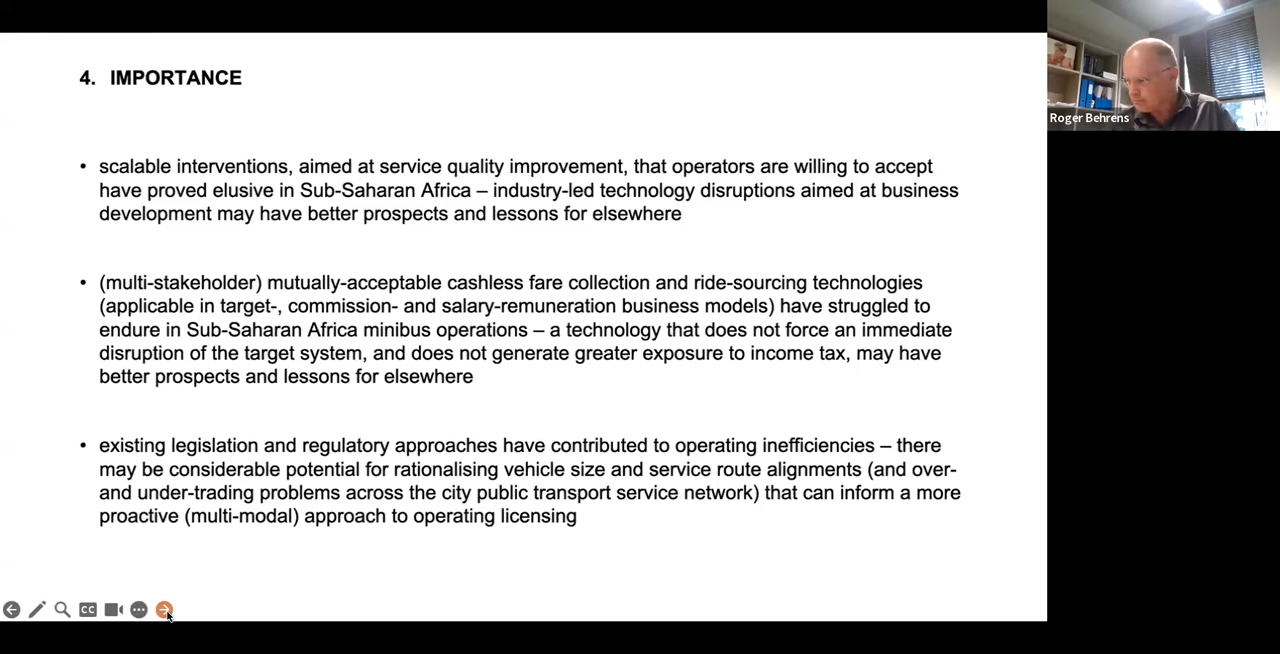 4. IMPORTANCE
• scalable interventions, aimed at service quality improvement, that operators are willing to accept
have proved elusive in Sub-Saharan Africa – industry-led technology disruptions aimed at business
development may have better prospects and lessons for elsewhere
• (multi-stakeholder) mutually-acceptable cashless fare collection and ride-sourcing technologies
(applicable in target-, commission- and salary-remuneration business models) have struggled to
endure in Sub-Saharan Africa minibus operations – a technology that does not force an immediate
disruption of the target system, and does not generate greater exposure to income tax, may have
better prospects and lessons for elsewhere
• existing legislation and regulatory approaches have contributed to operating inefficiencies – there
may be considerable potential for rationalising vehicle size and service route alignments (and over-
and under-trading problems across the city public transport service network) that can inform a more
proactive (multi-modal) approach to operating licensing
CC
Roger Behrens